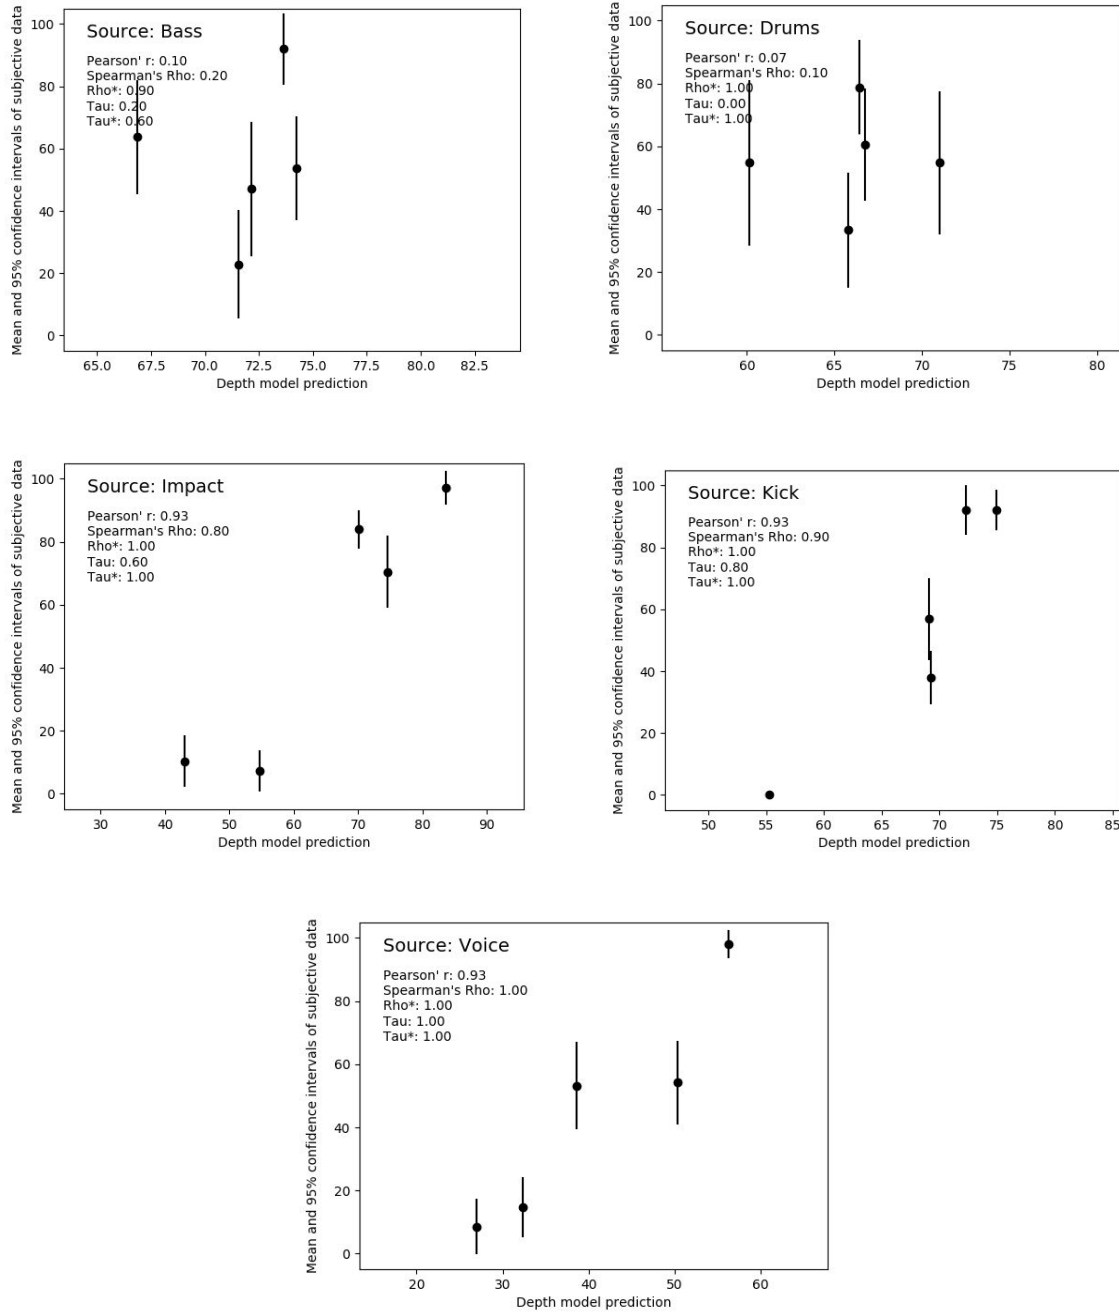 Source: Bass
Pearson' r: 0.10
Spearman's Rho: 0.20
Rho*: 0.90
Tau: 0.20
Tau*: 0.60
Mean and 95% confidence intervals of subjective data
100
80
60
40
20
0
65.0 67.5 70.0 72.5 75.0 77.5 80.0 82.5
Depth model prediction
Source: Drums
Pearson' r: 0.07
Spearman's Rho: 0.10
Rho*: 1.00
Tau: 0.00
Tau*: 1.00
Mean and 95% confidence intervals of subjective data
100
80
60
40
20
0
60 65 70 75 80
Depth model prediction
Source: Impact
Pearson' r: 0.93
Spearman's Rho: 0.80
Rho*: 1.00
Tau: 0.60
Tau*: 1.00
Mean and 95% confidence intervals of subjective data
100
80
60
40
20
0
30 40 50 60 70 80 90
Depth model prediction
Source: Kick
Pearson' r: 0.93
Spearman's Rho: 0.90
Rho*: 1.00
Tau: 0.80
Tau*: 1.00
Mean and 95% confidence intervals of subjective data
100
80
60
40
20
0
50 55 60 65 70 75 80 85
Depth model prediction
Source: Voice
Pearson' r: 0.93
Spearman's Rho: 1.00
Rho*: 1.00
Tau: 1.00
Tau*: 1.00
Mean and 95% confidence intervals of subjective data
100
80
60
40
20
0
20 30 40 50 60
Depth model prediction